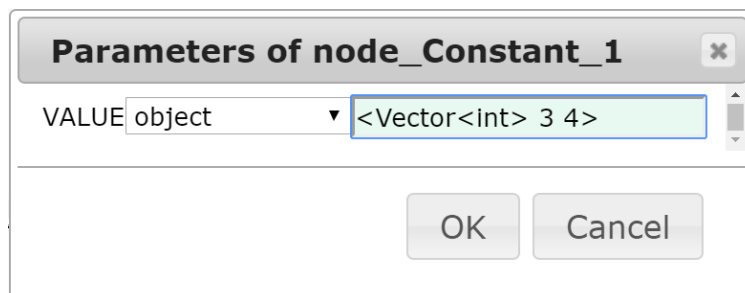 Parameters of node_Constant_1
VALUE object <Vector<int> 3 4>
OK Cancel